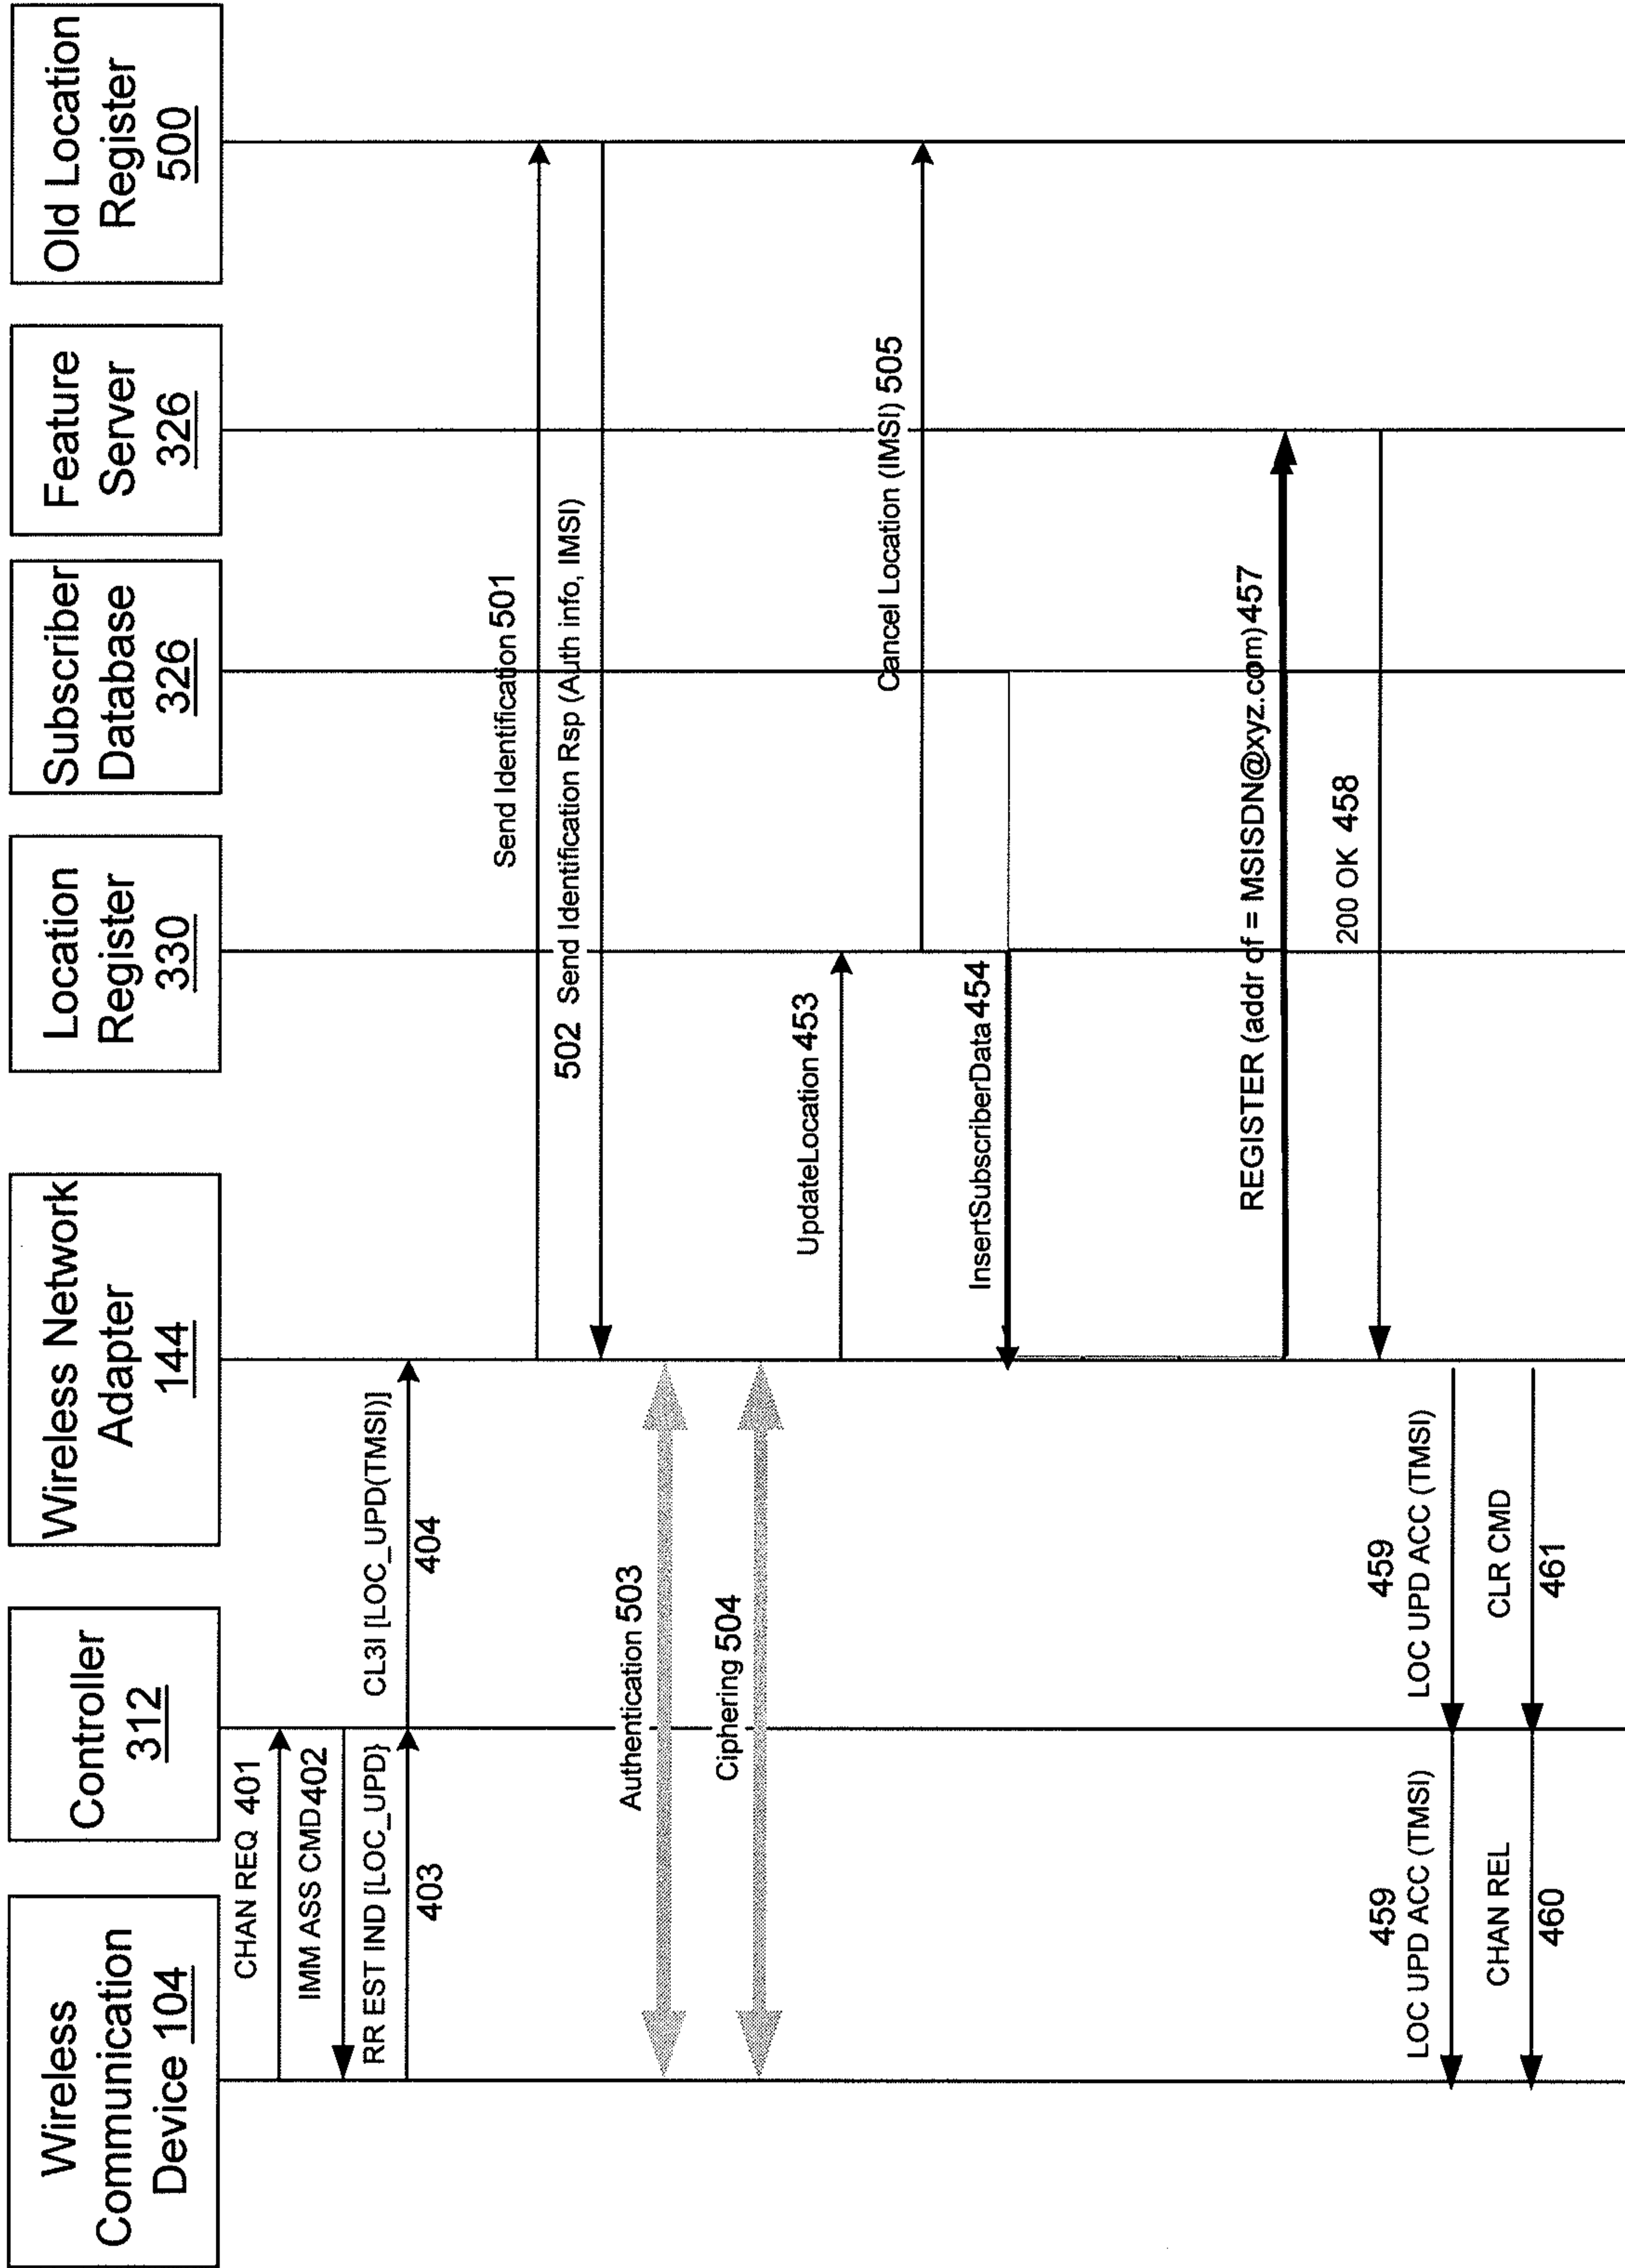 Wireless
Communication
Device 104
Controller
312
Wireless Network
Adapter
144
Location
Register
330
Subscriber
Database
326
Feature
Server
326
Old Location
Register
500
CHAN REQ 401
IMM ASS CMD 402
RR EST IND [LOC_UPD}
403
CL3I [LOC_UPD(TMSI)]
404
Send Identification 501
502 Send Identification Rsp (Auth info, IMSI)
Authentication 503
Ciphering 504
UpdateLocation 453
Cancel Location (IMSI) 505
InsertSubscriberData 454
REGISTER (addr of = MSISDN@xyz.com) 457
200 OK 458
459
LOC UPD ACC (TMSI)
459
LOC UPD ACC (TMSI)
CHAN REL
460
CLR CMD
461